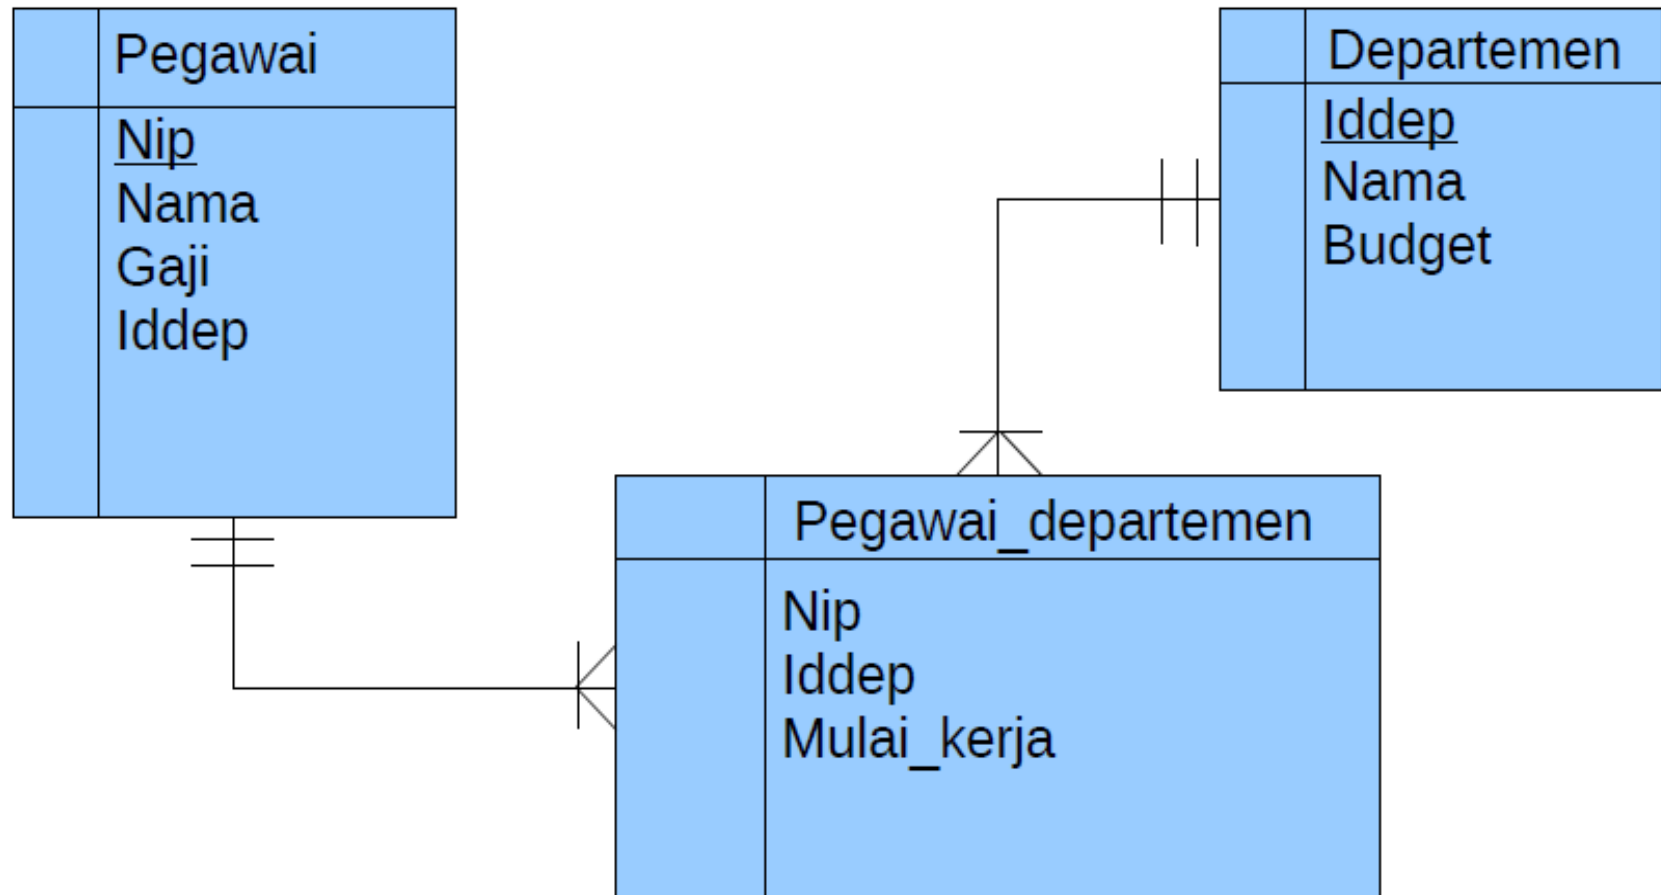 Pegawai
Nip
Nama
Gaji
Iddep
Departemen
Iddep
Nama
Budget
Pegawai_departemen
Nip
Iddep
Mulai_kerja